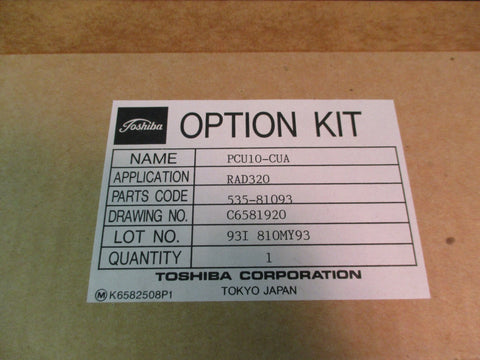 Toshiba OPTION KIT
NAME PCU10-CUA
APPLICATION RAD320
PARTS CODE 535-81093
DRAWING NO. C6581920
LOT NO. 93I 810MY93
QUANTITY 1
TOSHIBA CORPORATION
Ⓜ K6582508P1 TOKYO JAPAN